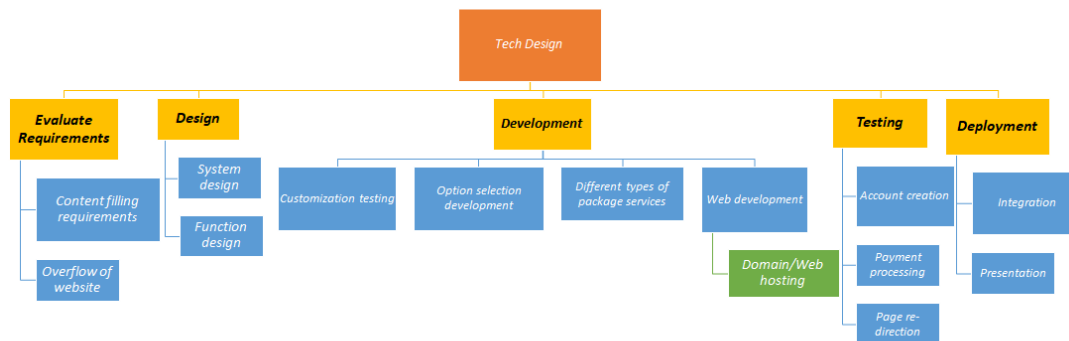 Tech Design
Evaluate
Requirements
Content filling
requirements
Overflow of
website
Design
System
design
Function
design
Development
Customization testing
Option selection
development
Different types of
package services
Web development
Domain/Web
hosting
Testing
Account creation
Payment
processing
Page re-
direction
Deployment
Integration
Presentation